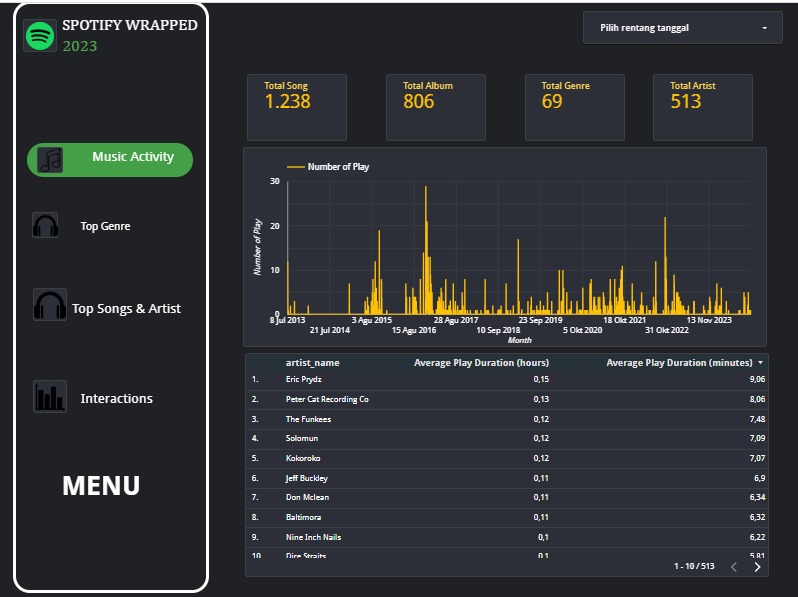 SPOTIFY WRAPPED
2023
Pilih rentang tanggal
Total Song
1.238
Total Album
806
Total Genre
69
Total Artist
513
Music Activity
Top Genre
Top Songs & Artist
Interactions
MENU
Number of Play
30
20
10
0
Number of Play
8 Jul 2013 3 Agu 2015 28 Agu 2017 23 Sep 2019 18 Okt 2021 13 Nov 2023
21 Jul 2014 15 Agu 2016 10 Sep 2018 5 Okt 2020 31 Okt 2022
Month
artist_name Average Play Duration (hours) Average Play Duration (minutes)
1. Eric Prydz 0,15 9,06
2. Peter Cat Recording Co 0,13 8,06
3. The Funkees 0,12 7,48
4. Solomun 0,12 7,09
5. Kokoroko 0,12 7,07
6. Jeff Buckley 0,11 6,9
7. Don Mclean 0,11 6,34
8. Baltimora 0,11 6,32
9. Nine Inch Nails 0,1 6,22
10. Dire Straits 0,1 5,81
1 - 10 / 513